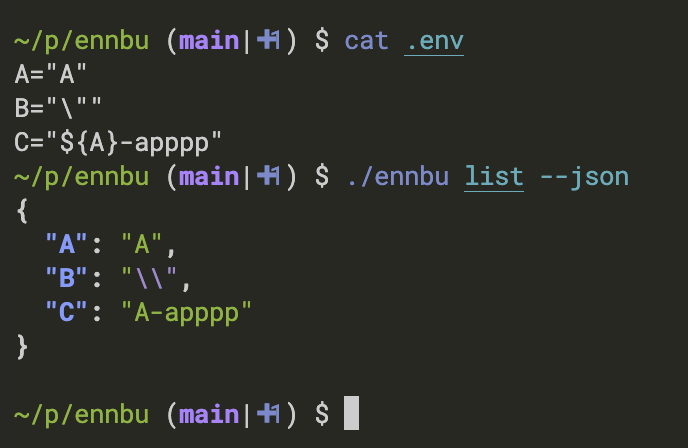 ~/p/ennbu (main|✚1) $ cat .env
A="A"
B="\""
C="${A}-apppp"
~/p/ennbu (main|✚1) $ ./ennbu list --json
{
  "A": "A",
  "B": "\\",
  "C": "A-apppp"
}
~/p/ennbu (main|✚1) $